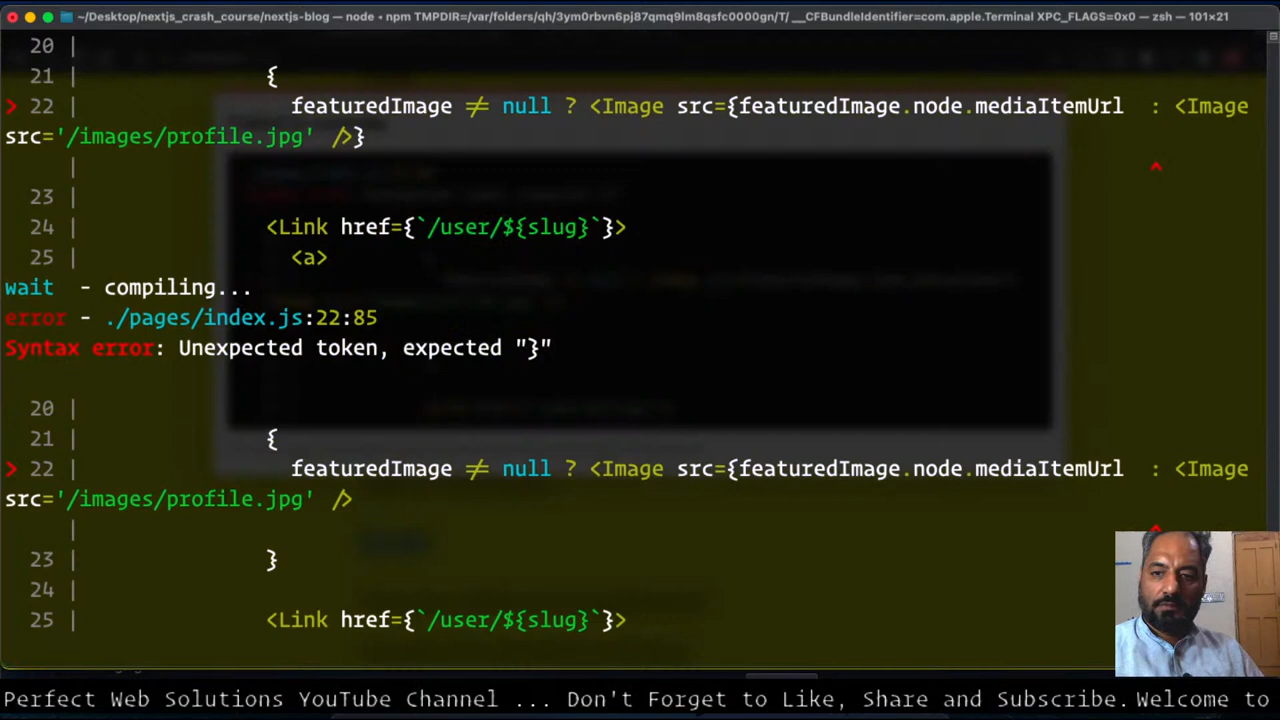 ~/Desktop/nextjs_crash_course/nextjs-blog — node • npm TMPDIR=/var/folders/qh/3ym0rbvn6pj87qmq9lm8qsfc0000gn/T/ __CFBundleIdentifier=com.apple.Terminal XPC_FLAGS=0x0 — zsh — 101×21
20 |
21 | {
> 22 | featuredImage ≠ null ? <Image src={featuredImage.node.mediaItemUrl : <Image
src='/images/profile.jpg' />}
| ^
23 |
24 | <Link href={`/user/${slug}`}>
25 | <a>
wait - compiling...
error - ./pages/index.js:22:85
Syntax error: Unexpected token, expected "}"
20 |
21 | {
> 22 | featuredImage ≠ null ? <Image src={featuredImage.node.mediaItemUrl : <Image
src='/images/profile.jpg' />
| ^
23 | }
24 |
25 | <Link href={`/user/${slug}`}>
Perfect Web Solutions YouTube Channel ... Don't Forget to Like, Share and Subscribe.Welcome to